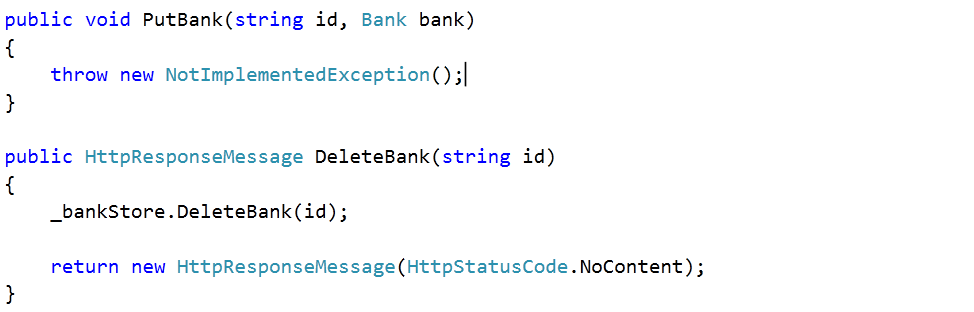 public void PutBank(string id, Bank bank)
{
    throw new NotImplementedException();
}
public HttpResponseMessage DeleteBank(string id)
{
    _bankStore.DeleteBank(id);
    return new HttpResponseMessage(HttpStatusCode.NoContent);
}